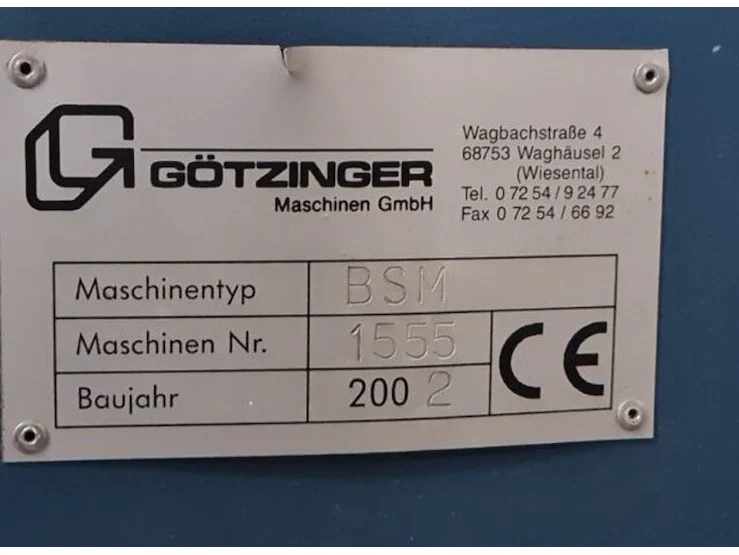 GÖTZINGER
Maschinen GmbH
Wagbachstraße 4
68753 Waghäusel 2
(Wiesental)
Tel. 0 72 54 / 9 24 77
Fax 0 72 54 / 66 92
Maschinentyp BSM
Maschinen Nr. 1555
Baujahr 2002
CE